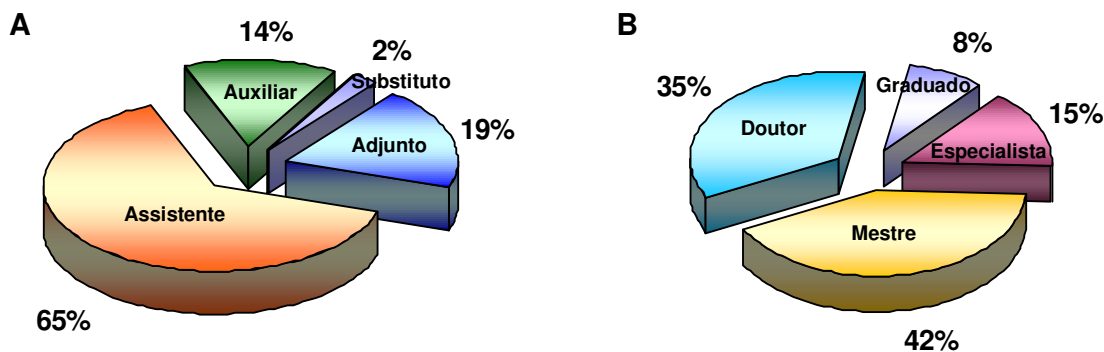 A
14%
2%
Auxiliar
Substituto
Adjunto
19%
Assistente
65%
B
8%
35%
Graduado
15%
Doutor
Especialista
Mestre
42%